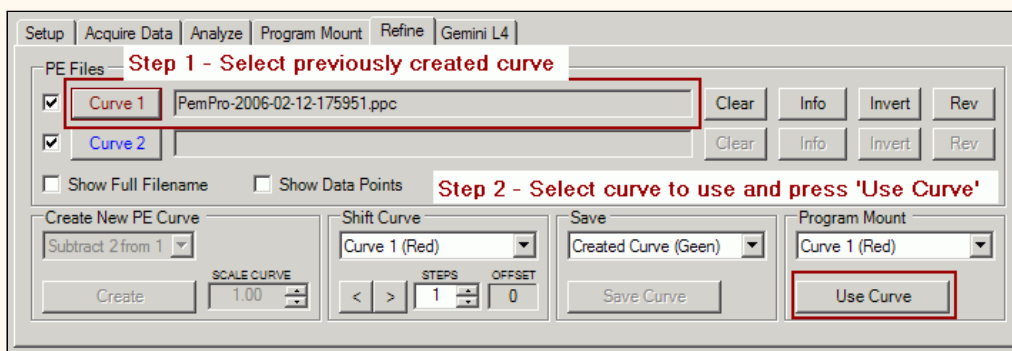 Setup Acquire Data Analyze Program Mount Refine Gemini L4
Step 1 - Select previously created curve
PE Files
Curve 1 PemPro-2006-02-12-175951.ppc Clear Info Invert Rev
Curve 2 Clear Info Invert Rev
Show Full Filename Show Data Points
Step 2 - Select curve to use and press 'Use Curve'
Create New PE Curve Shift Curve Save Program Mount
Subtract 2 from 1 Curve 1 (Red) Created Curve (Geen) Curve 1 (Red)
SCALE CURVE STEPS OFFSET
Create 1.00 < > 1 0 Save Curve Use Curve